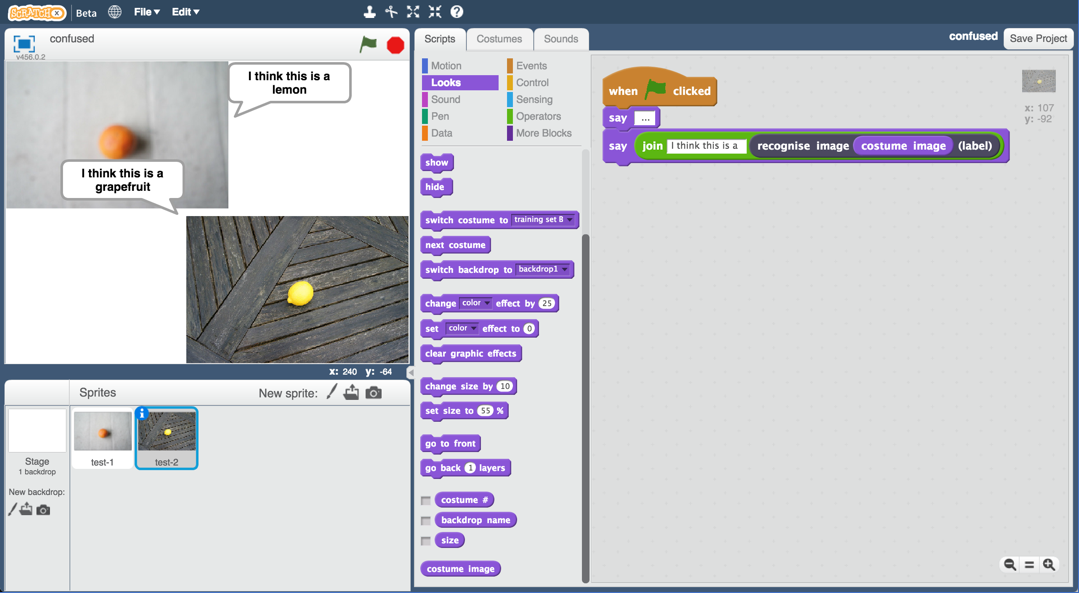 SCRATCHX
Beta
File
Edit
confused
v456.0.2
I think this is a
lemon
I think this is a
grapefruit
x: 240 y: -64
Sprites
New sprite:
Stage
1 backdrop
New backdrop:
test-1
test-2
Scripts
Costumes
Sounds
Motion
Looks
Sound
Pen
Data
Events
Control
Sensing
Operators
More Blocks
show
hide
switch costume to training set B
next costume
switch backdrop to backdrop1
change color effect by 25
set color effect to 0
clear graphic effects
change size by 10
set size to 55 %
go to front
go back 1 layers
costume #
backdrop name
size
costume image
confused
Save Project
when clicked
say ...
say join I think this is a recognise image costume image (label)
x: 107
y: -92